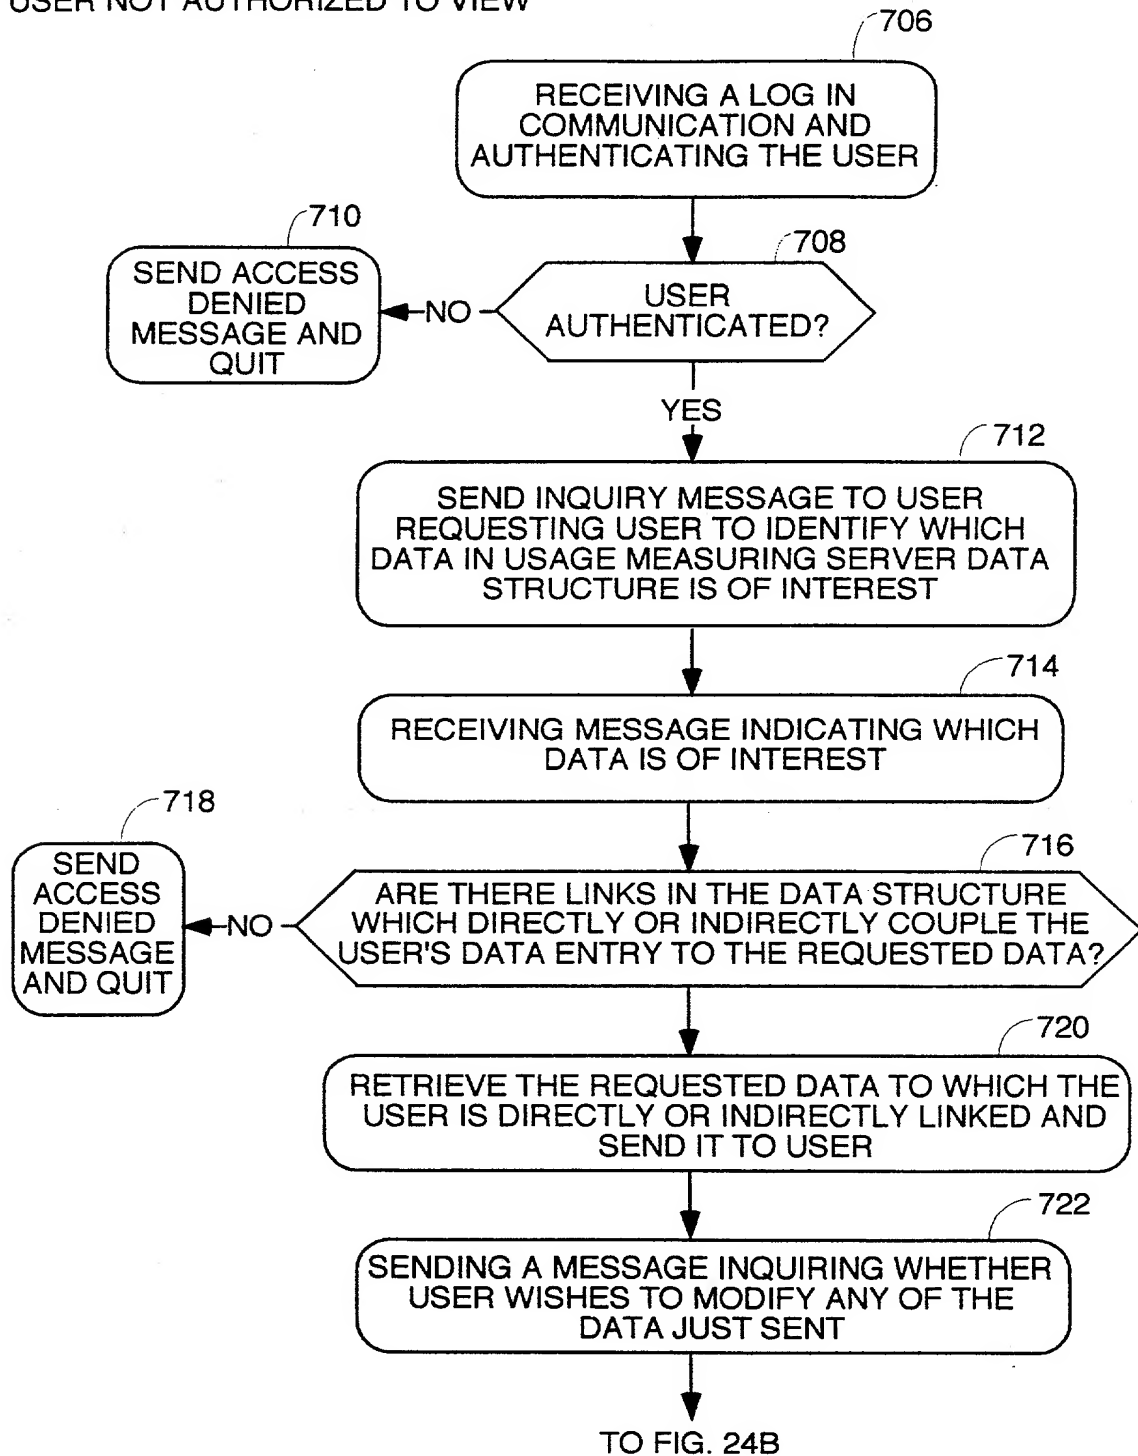 USER NOT AUTHORIZED TO VIEW
706
RECEIVING A LOG IN
COMMUNICATION AND
AUTHENTICATING THE USER
710
SEND ACCESS
DENIED
MESSAGE AND
QUIT
NO
708
USER
AUTHENTICATED?
YES
712
SEND INQUIRY MESSAGE TO USER
REQUESTING USER TO IDENTIFY WHICH
DATA IN USAGE MEASURING SERVER DATA
STRUCTURE IS OF INTEREST
714
RECEIVING MESSAGE INDICATING WHICH
DATA IS OF INTEREST
718
SEND
ACCESS
DENIED
MESSAGE
AND QUIT
NO
716
ARE THERE LINKS IN THE DATA STRUCTURE
WHICH DIRECTLY OR INDIRECTLY COUPLE THE
USER'S DATA ENTRY TO THE REQUESTED DATA?
720
RETRIEVE THE REQUESTED DATA TO WHICH THE
USER IS DIRECTLY OR INDIRECTLY LINKED AND
SEND IT TO USER
722
SENDING A MESSAGE INQUIRING WHETHER
USER WISHES TO MODIFY ANY OF THE
DATA JUST SENT
TO FIG. 24B